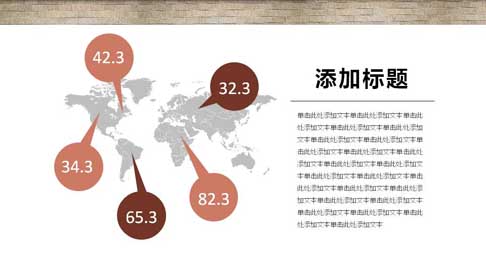 42.3
32.3
34.3
65.3
82.3
添加标题
单击此处添加文本单击此处添加文本单击此
处添加文本单击此处添加文本单击此处添加
文本单击此处添加文本单击此处添加文本单
击此处添加文本单击此处添加文本单击此处
添加文本单击此处添加文本单击此处添加文
本单击此处添加文本单击此处添加文本单击
此处添加文本单击此处添加文本单击此处添
加文本单击此处添加文本单击此处添加文本
单击此处添加文本单击此处添加文本单击此
处添加文本单击此处添加文本